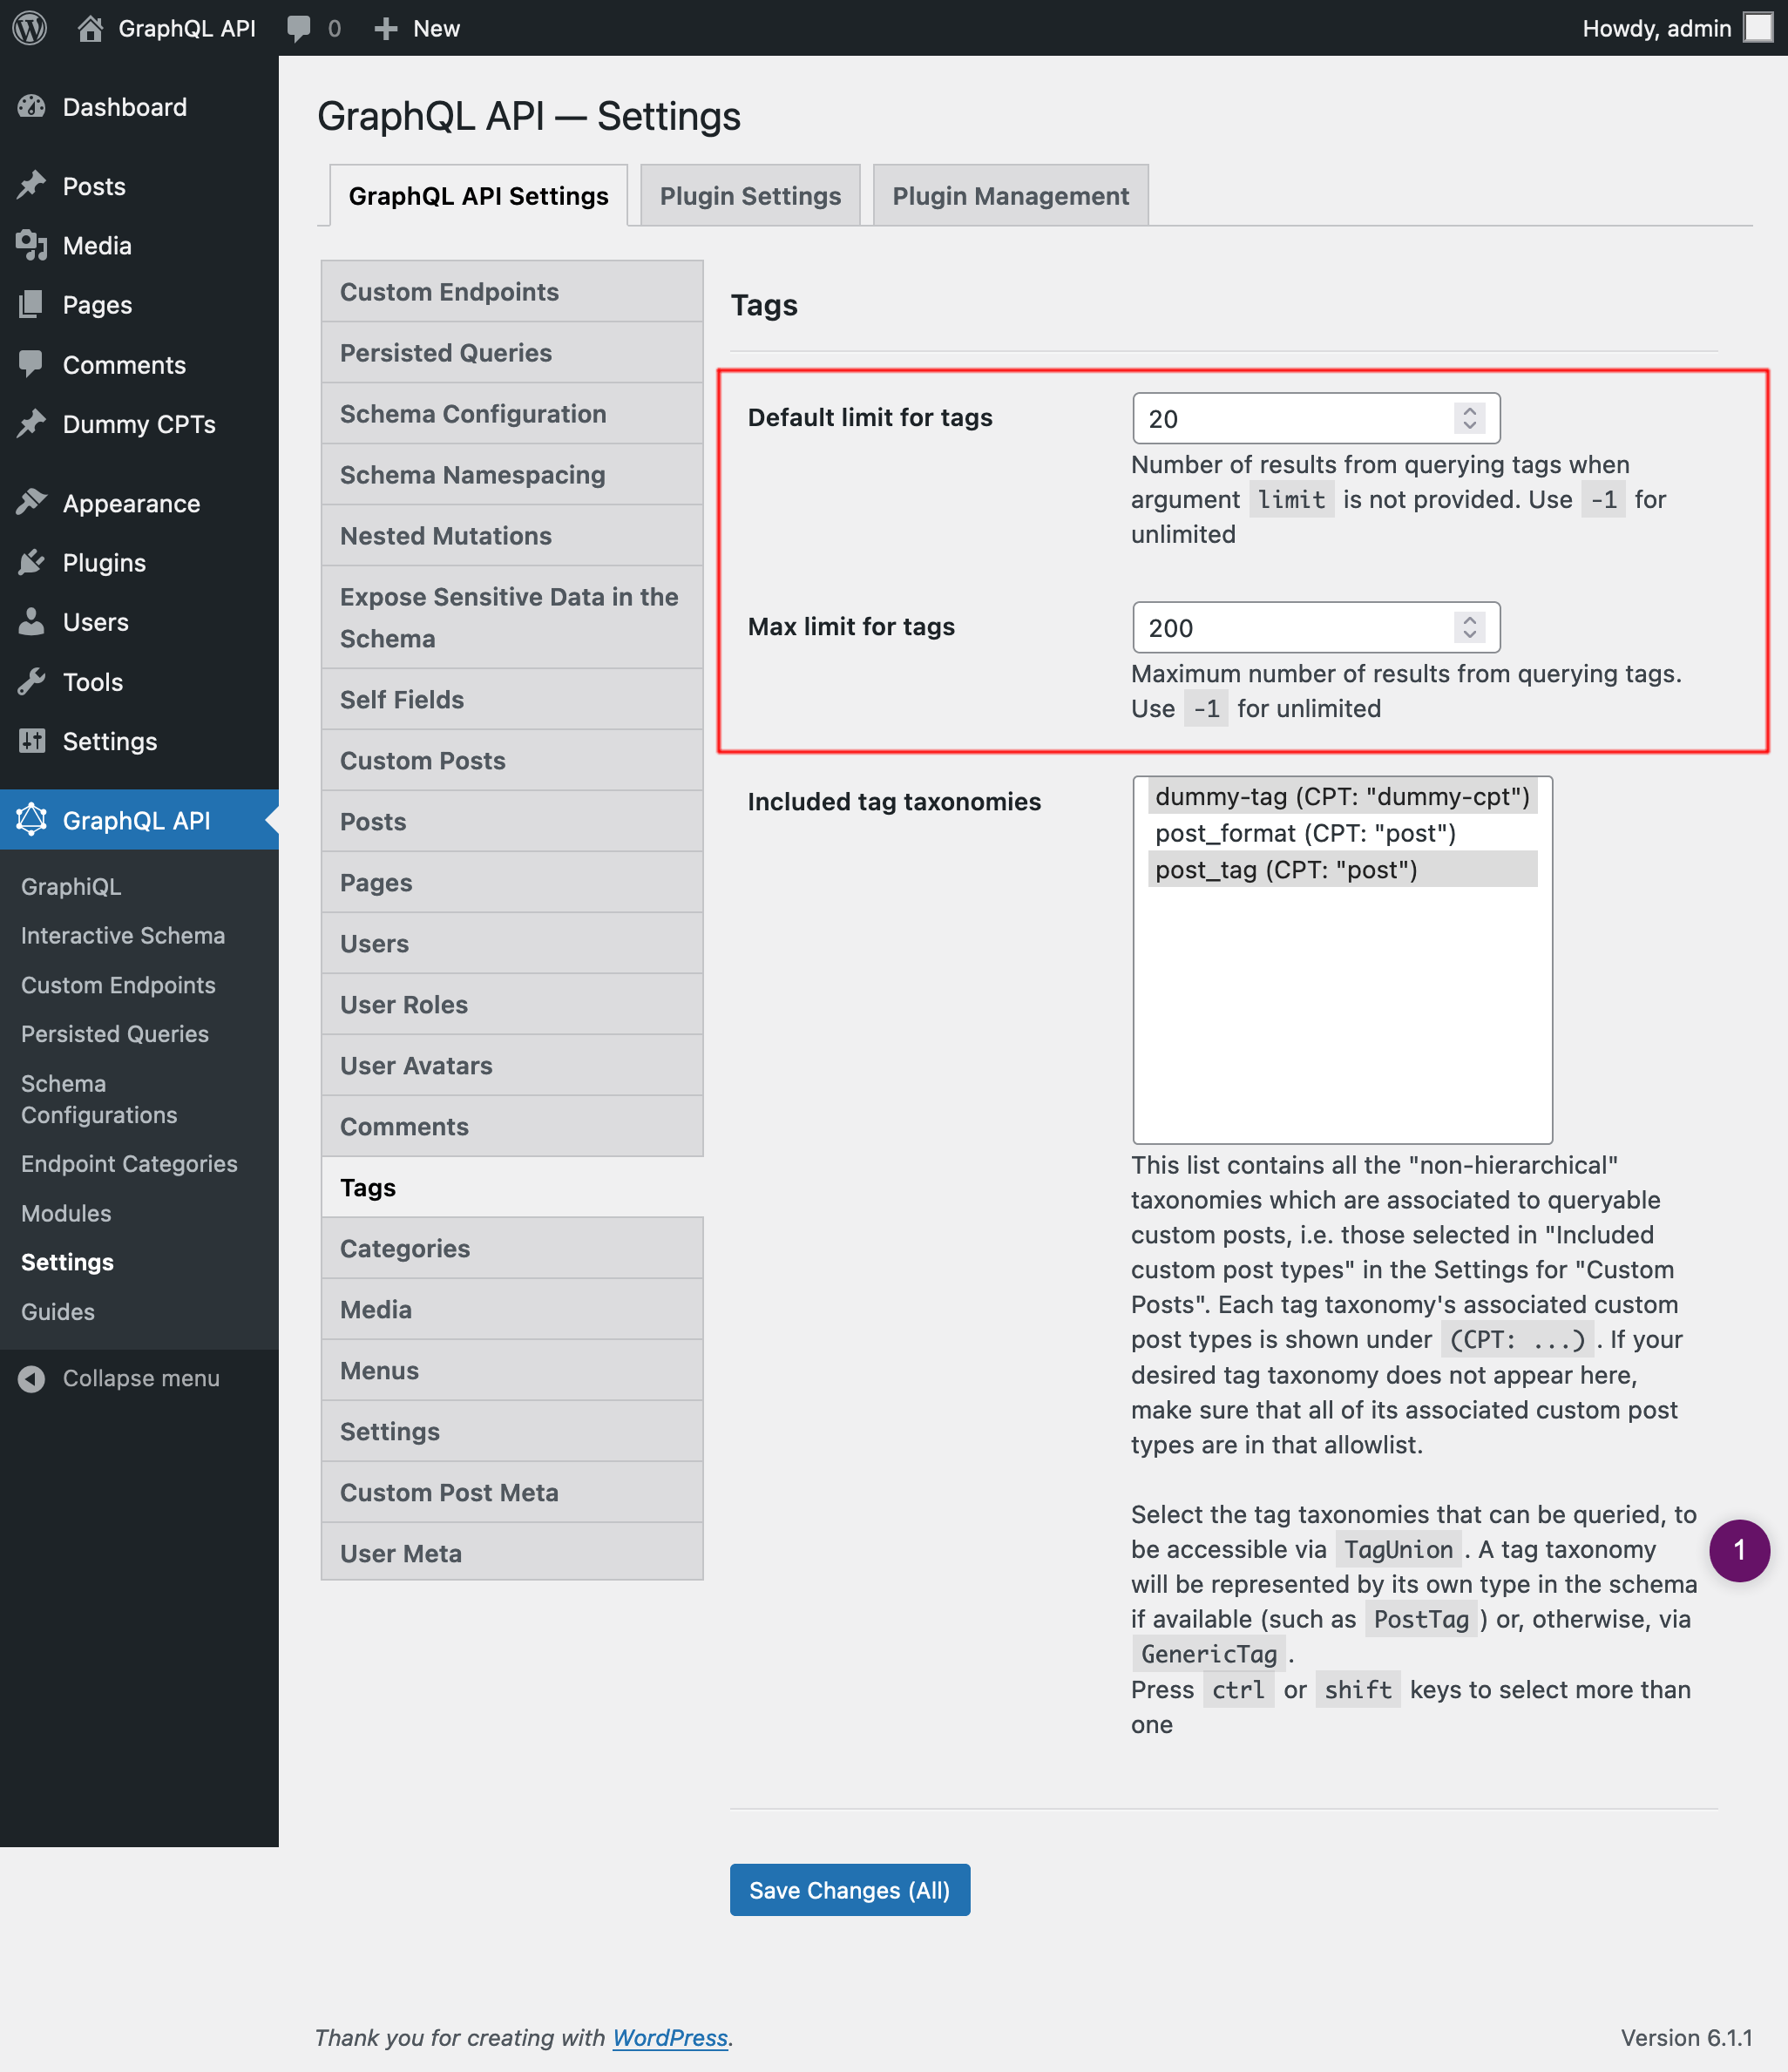 GraphQL API
0
New
Howdy, admin
Dashboard
Posts
Media
Pages
Comments
Dummy CPTs
Appearance
Plugins
Users
Tools
Settings
GraphQL API
GraphiQL
Interactive Schema
Custom Endpoints
Persisted Queries
Schema
Configurations
Endpoint Categories
Modules
Settings
Guides
Collapse menu
GraphQL API — Settings
GraphQL API Settings
Plugin Settings
Plugin Management
Custom Endpoints
Persisted Queries
Schema Configuration
Schema Namespacing
Nested Mutations
Expose Sensitive Data in the
Schema
Self Fields
Custom Posts
Posts
Pages
Users
User Roles
User Avatars
Comments
Tags
Categories
Media
Menus
Settings
Custom Post Meta
User Meta
Tags
Default limit for tags
20
Number of results from querying tags when
argument limit is not provided. Use -1 for
unlimited
Max limit for tags
200
Maximum number of results from querying tags.
Use -1 for unlimited
Included tag taxonomies
dummy-tag (CPT: "dummy-cpt")
post_format (CPT: "post")
post_tag (CPT: "post")
This list contains all the "non-hierarchical"
taxonomies which are associated to queryable
custom posts, i.e. those selected in "Included
custom post types" in the Settings for "Custom
Posts". Each tag taxonomy's associated custom
post types is shown under (CPT: ...). If your
desired tag taxonomy does not appear here,
make sure that all of its associated custom post
types are in that allowlist.
Select the tag taxonomies that can be queried, to
be accessible via TagUnion. A tag taxonomy
will be represented by its own type in the schema
if available (such as PostTag) or, otherwise, via
GenericTag.
Press ctrl or shift keys to select more than
one
1
Save Changes (All)
Thank you for creating with WordPress.
Version 6.1.1